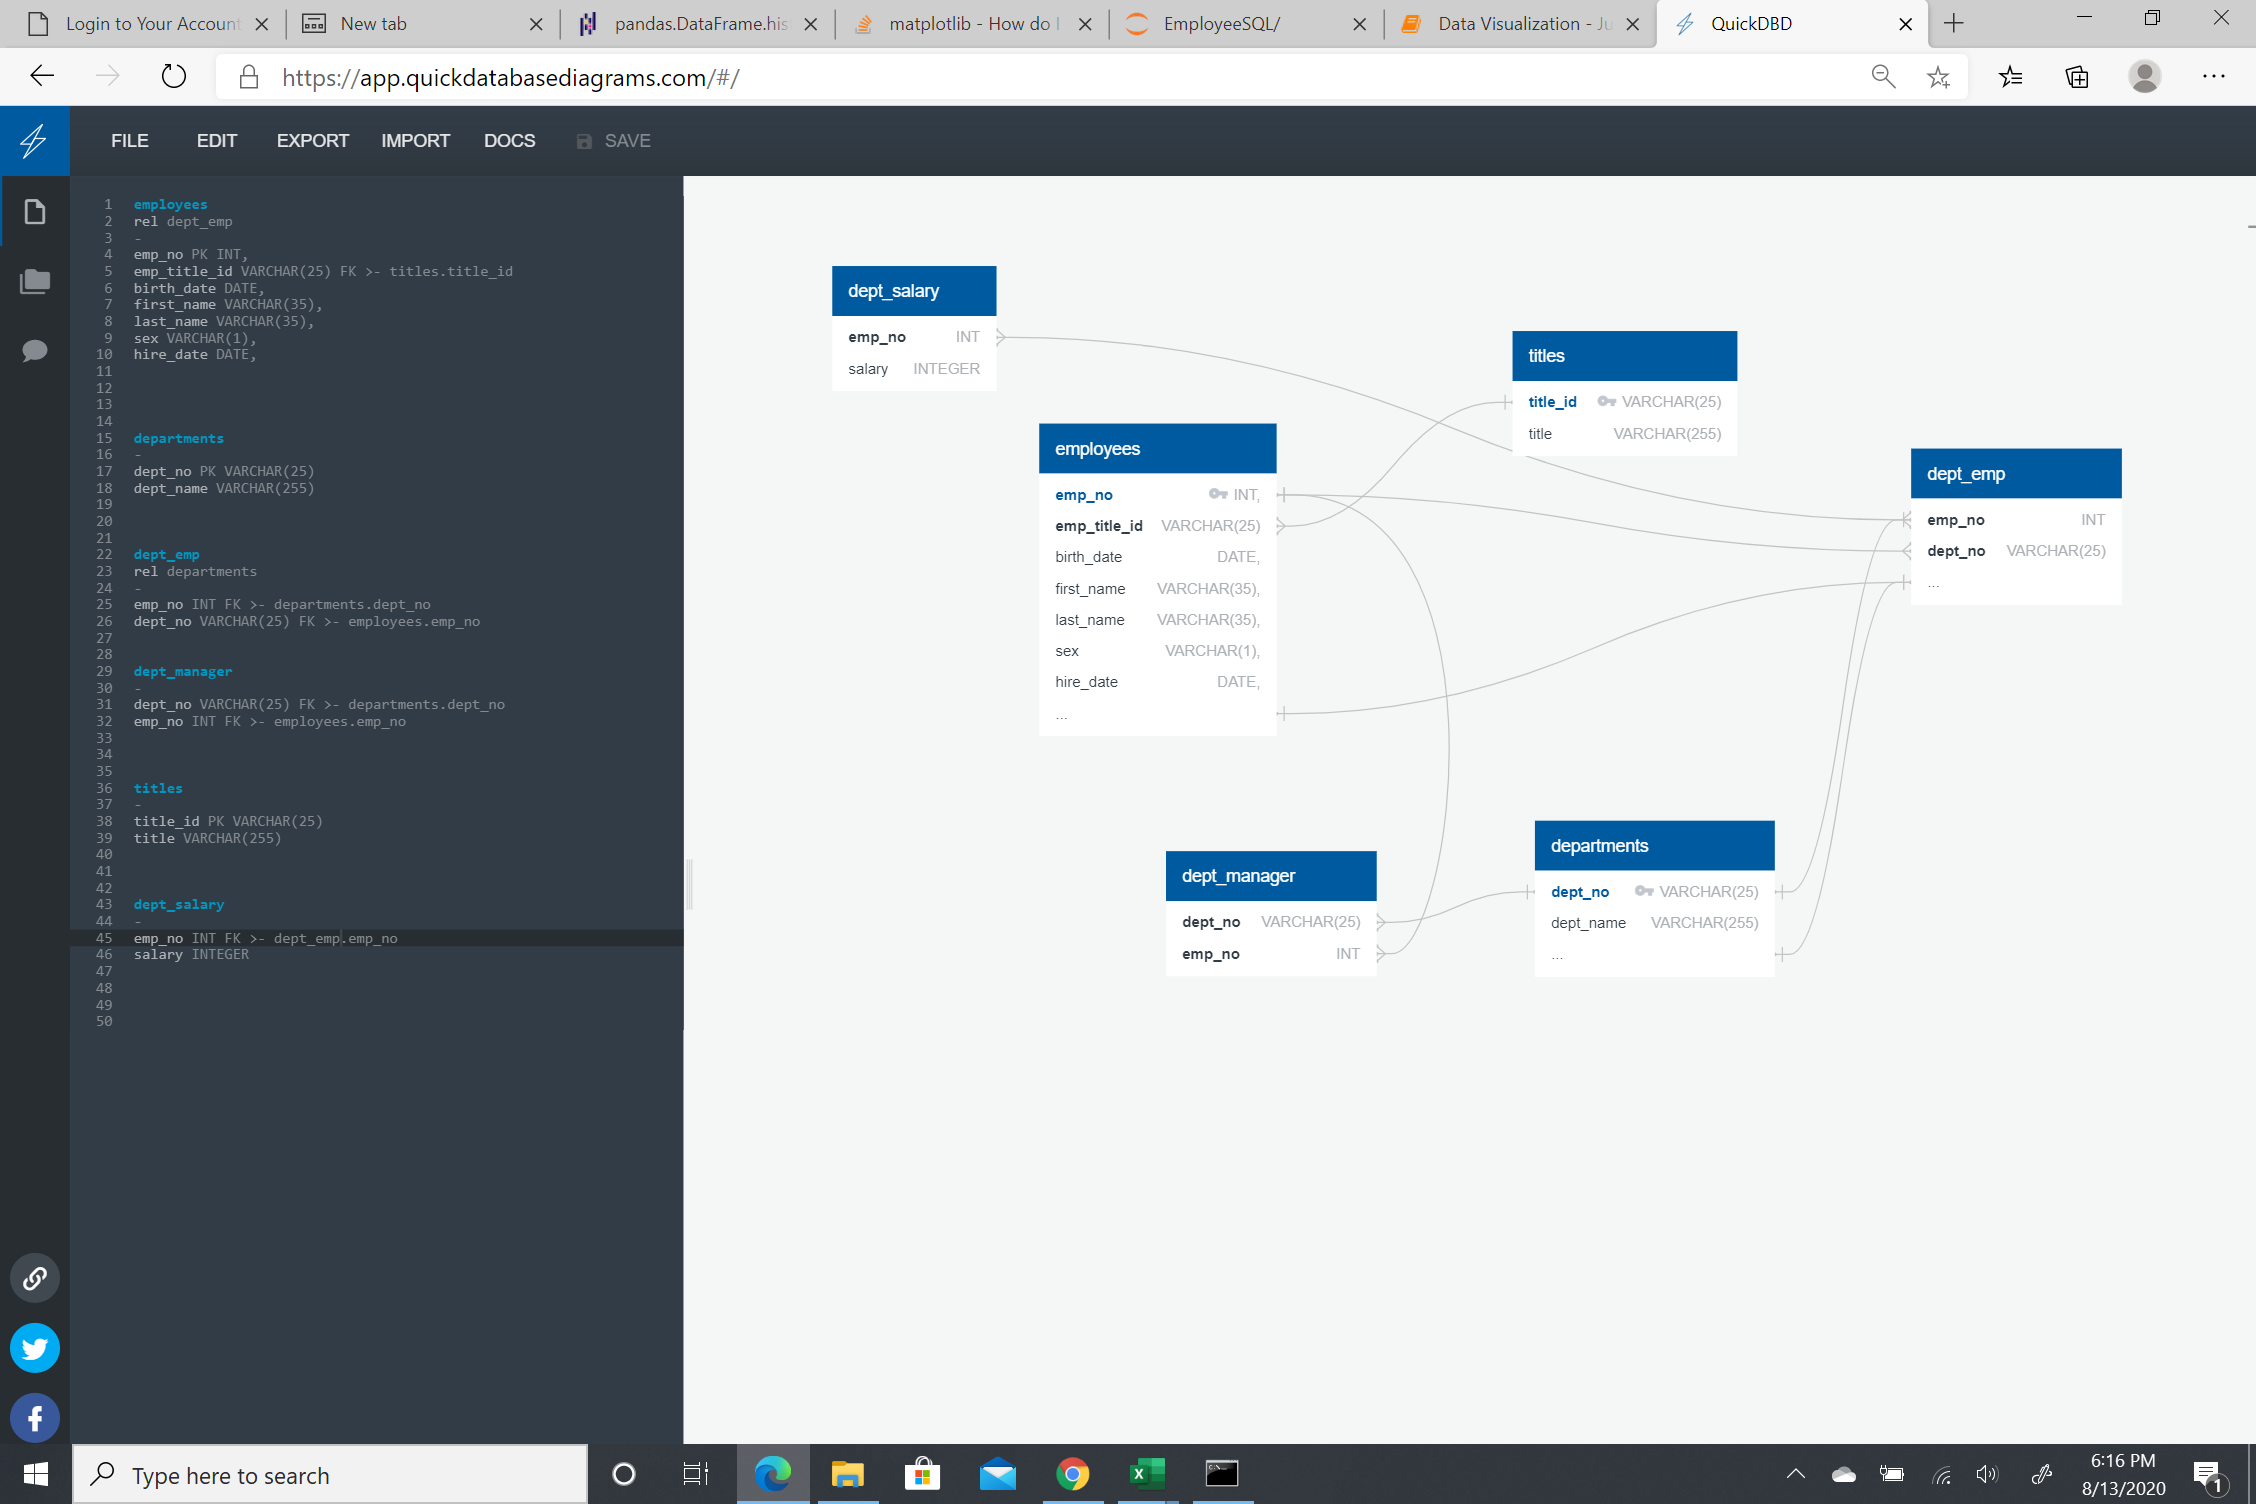 Login to Your Account
New tab
pandas.DataFrame.his
matplotlib - How do I
EmployeeSQL/
Data Visualization - Ju
QuickDBD
https://app.quickdatabasediagrams.com/#/
FILE EDIT EXPORT IMPORT DOCS SAVE
1 employees
2 rel dept_emp
3 -
4 emp_no PK INT,
5 emp_title_id VARCHAR(25) FK >- titles.title_id
6 birth_date DATE,
7 first_name VARCHAR(35),
8 last_name VARCHAR(35),
9 sex VARCHAR(1),
10 hire_date DATE,
11
12
13
14
15 departments
16 -
17 dept_no PK VARCHAR(25)
18 dept_name VARCHAR(255)
19
20
21
22 dept_emp
23 rel departments
24 -
25 emp_no INT FK >- departments.dept_no
26 dept_no VARCHAR(25) FK >- employees.emp_no
27
28
29 dept_manager
30 -
31 dept_no VARCHAR(25) FK >- departments.dept_no
32 emp_no INT FK >- employees.emp_no
33
34
35
36 titles
37 -
38 title_id PK VARCHAR(25)
39 title VARCHAR(255)
40
41
42
43 dept_salary
44 -
45 emp_no INT FK >- dept_emp.emp_no
46 salary INTEGER
47
48
49
50
dept_salary
emp_no INT
salary INTEGER
titles
title_id VARCHAR(25)
title VARCHAR(255)
employees
emp_no INT,
emp_title_id VARCHAR(25)
birth_date DATE,
first_name VARCHAR(35),
last_name VARCHAR(35),
sex VARCHAR(1),
hire_date DATE,
...
dept_emp
emp_no INT
dept_no VARCHAR(25)
...
dept_manager
dept_no VARCHAR(25)
emp_no INT
departments
dept_no VARCHAR(25)
dept_name VARCHAR(255)
...
Type here to search
6:16 PM
8/13/2020
1